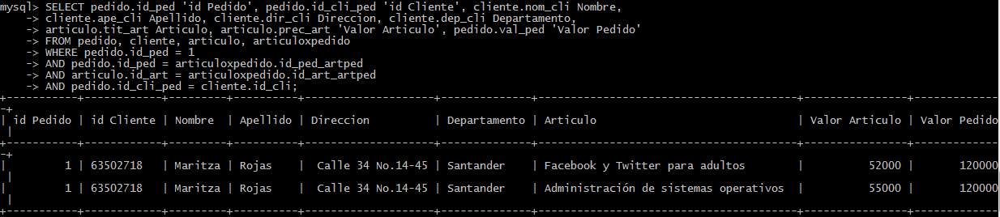 mysql> SELECT pedido.id_ped 'id Pedido', pedido.id_cli_ped 'id Cliente', cliente.nom_cli Nombre,
    -> cliente.ape_cli Apellido, cliente.dir_cli Direccion, cliente.dep_cli Departamento,
    -> articulo.tit_art Articulo, articulo.prec_art 'Valor Articulo', pedido.val_ped 'Valor Pedido'
    -> FROM pedido, cliente, articulo, articuloxpedido
    -> WHERE pedido.id_ped = 1
    -> AND pedido.id_ped = articuloxpedido.id_ped_artped
    -> AND articulo.id_art = articuloxpedido.id_art_artped
    -> AND pedido.id_cli_ped = cliente.id_cli;
+-----------+------------+---------+----------+--------------------+--------------+----------------------------------------+----------------+-------------
-+
| id Pedido | id Cliente | Nombre  | Apellido | Direccion          | Departamento | Articulo                               | Valor Articulo | Valor Pedido
 |
+-----------+------------+---------+----------+--------------------+--------------+----------------------------------------+----------------+-------------
-+
|         1 | 63502718   | Maritza | Rojas    |  Calle 34 No.14-45 | Santander    | Facebook y Twitter para adultos        |          52000 |       120000
 |
|         1 | 63502718   | Maritza | Rojas    |  Calle 34 No.14-45 | Santander    | Administración de sistemas operativos  |          55000 |       120000
 |
+-----------+------------+---------+----------+--------------------+--------------+----------------------------------------+----------------+-------------